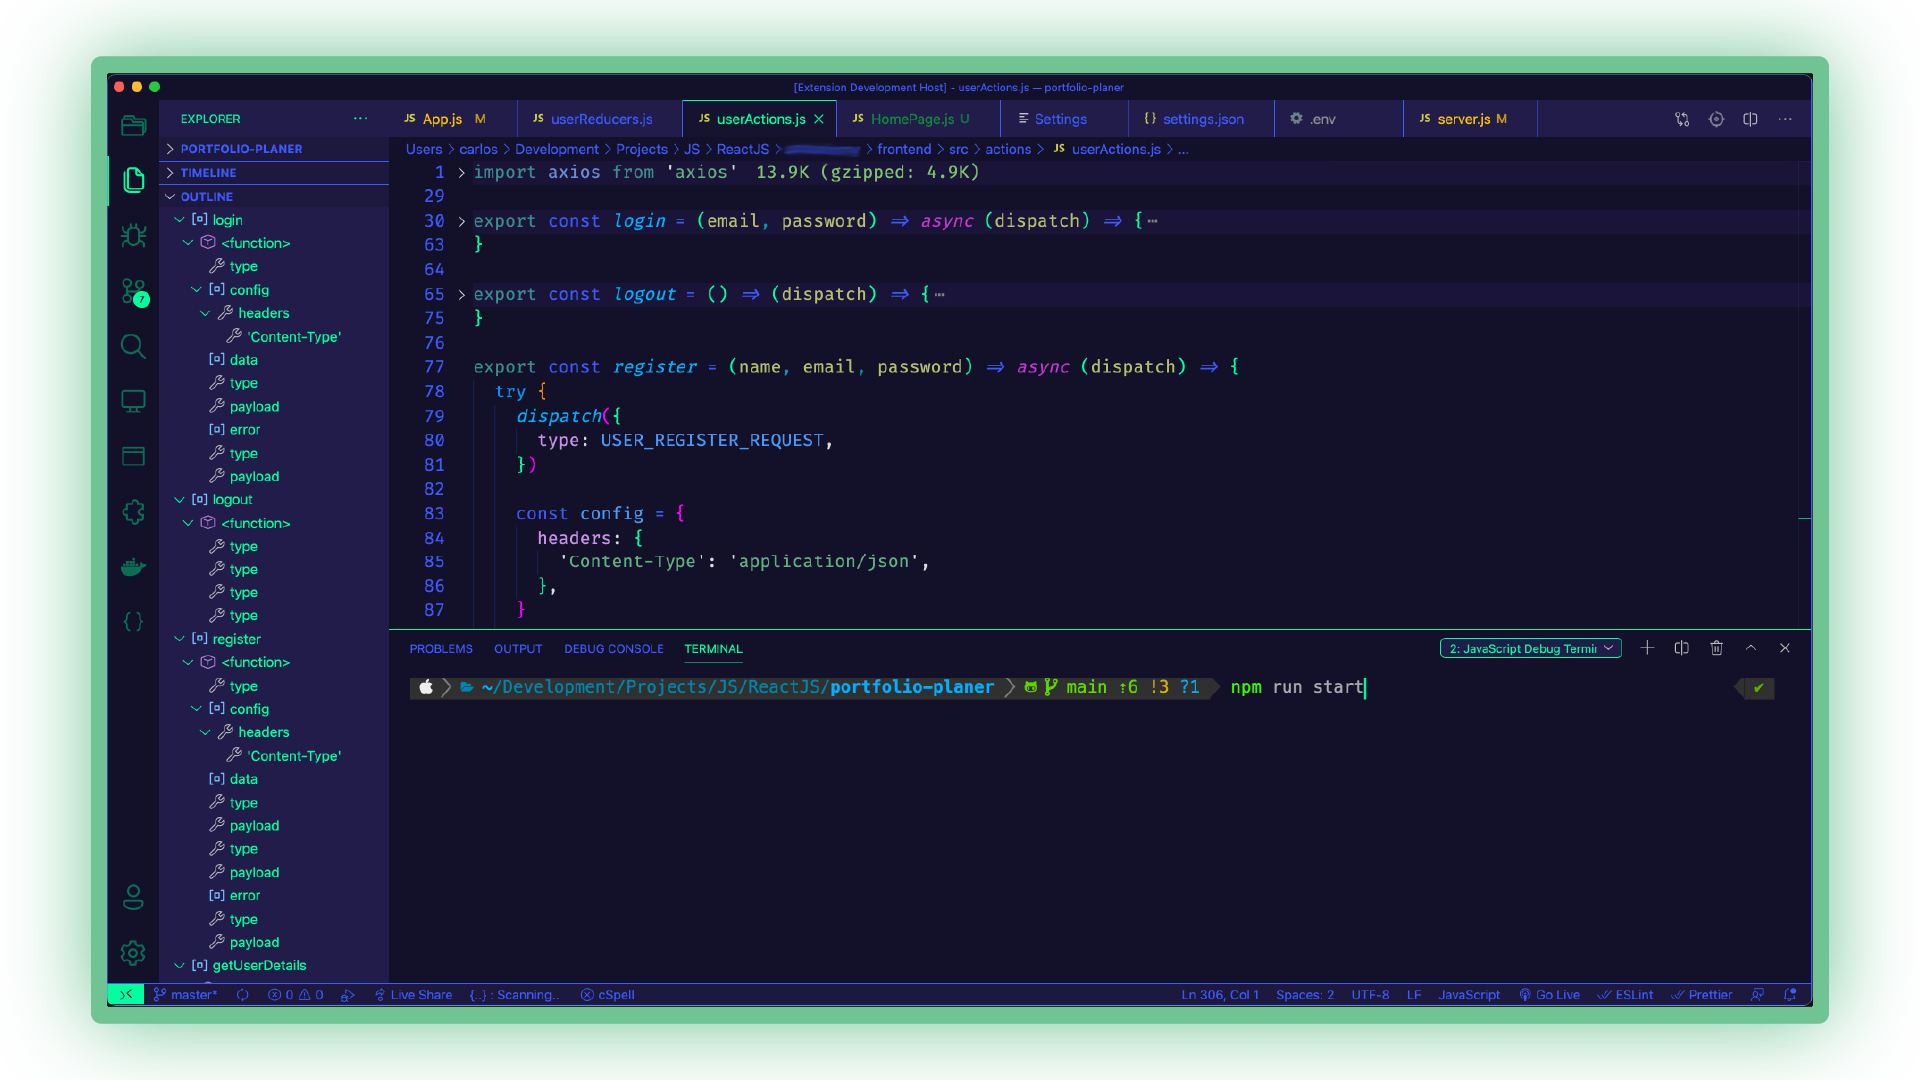 [Extension Development Host] - userActions.js — portfolio-planer
EXPLORER ···
JS App.js M
JS userReducers.js
JS userActions.js
JS HomePage.js U
Settings
{} settings.json
.env
JS server.js M
PORTFOLIO-PLANER
TIMELINE
OUTLINE
login
<function>
type
config
headers
'Content-Type'
data
type
payload
error
type
payload
logout
<function>
type
type
type
type
register
<function>
type
config
headers
'Content-Type'
data
type
payload
type
payload
error
type
payload
getUserDetails
7
Users > carlos > Development > Projects > JS > ReactJS > > frontend > src > actions > JS userActions.js > ...
1 import axios from 'axios' 13.9K (gzipped: 4.9K)
29
30 export const login = (email, password) => async (dispatch) => {···
63 }
64
65 export const logout = () => (dispatch) => {···
75 }
76
77 export const register = (name, email, password) => async (dispatch) => {
78 try {
79 dispatch({
80 type: USER_REGISTER_REQUEST,
81 })
82
83 const config = {
84 headers: {
85 'Content-Type': 'application/json',
86 },
87 }
PROBLEMS OUTPUT DEBUG CONSOLE TERMINAL
2: JavaScript Debug Termir
~/Development/Projects/JS/ReactJS/portfolio-planer main ⇡6 !3 ?1 npm run start ✔
master* 0 0 Live Share {..} : Scanning.. cSpell
Ln 306, Col 1 Spaces: 2 UTF-8 LF JavaScript Go Live ESLint Prettier